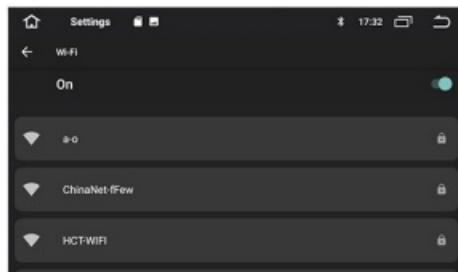 Settings 17:32
Wi-Fi
On
a-o
ChinaNet-fFew
HCT-WIFI